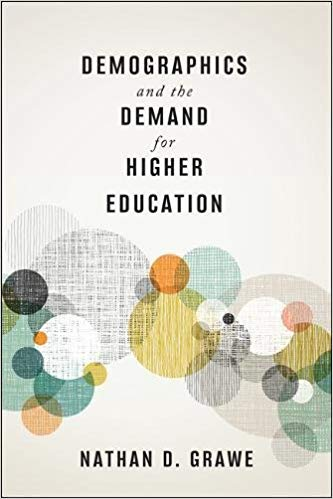 DEMOGRAPHICS
and the
DEMAND
for
HIGHER
EDUCATION
NATHAN D. GRAWE